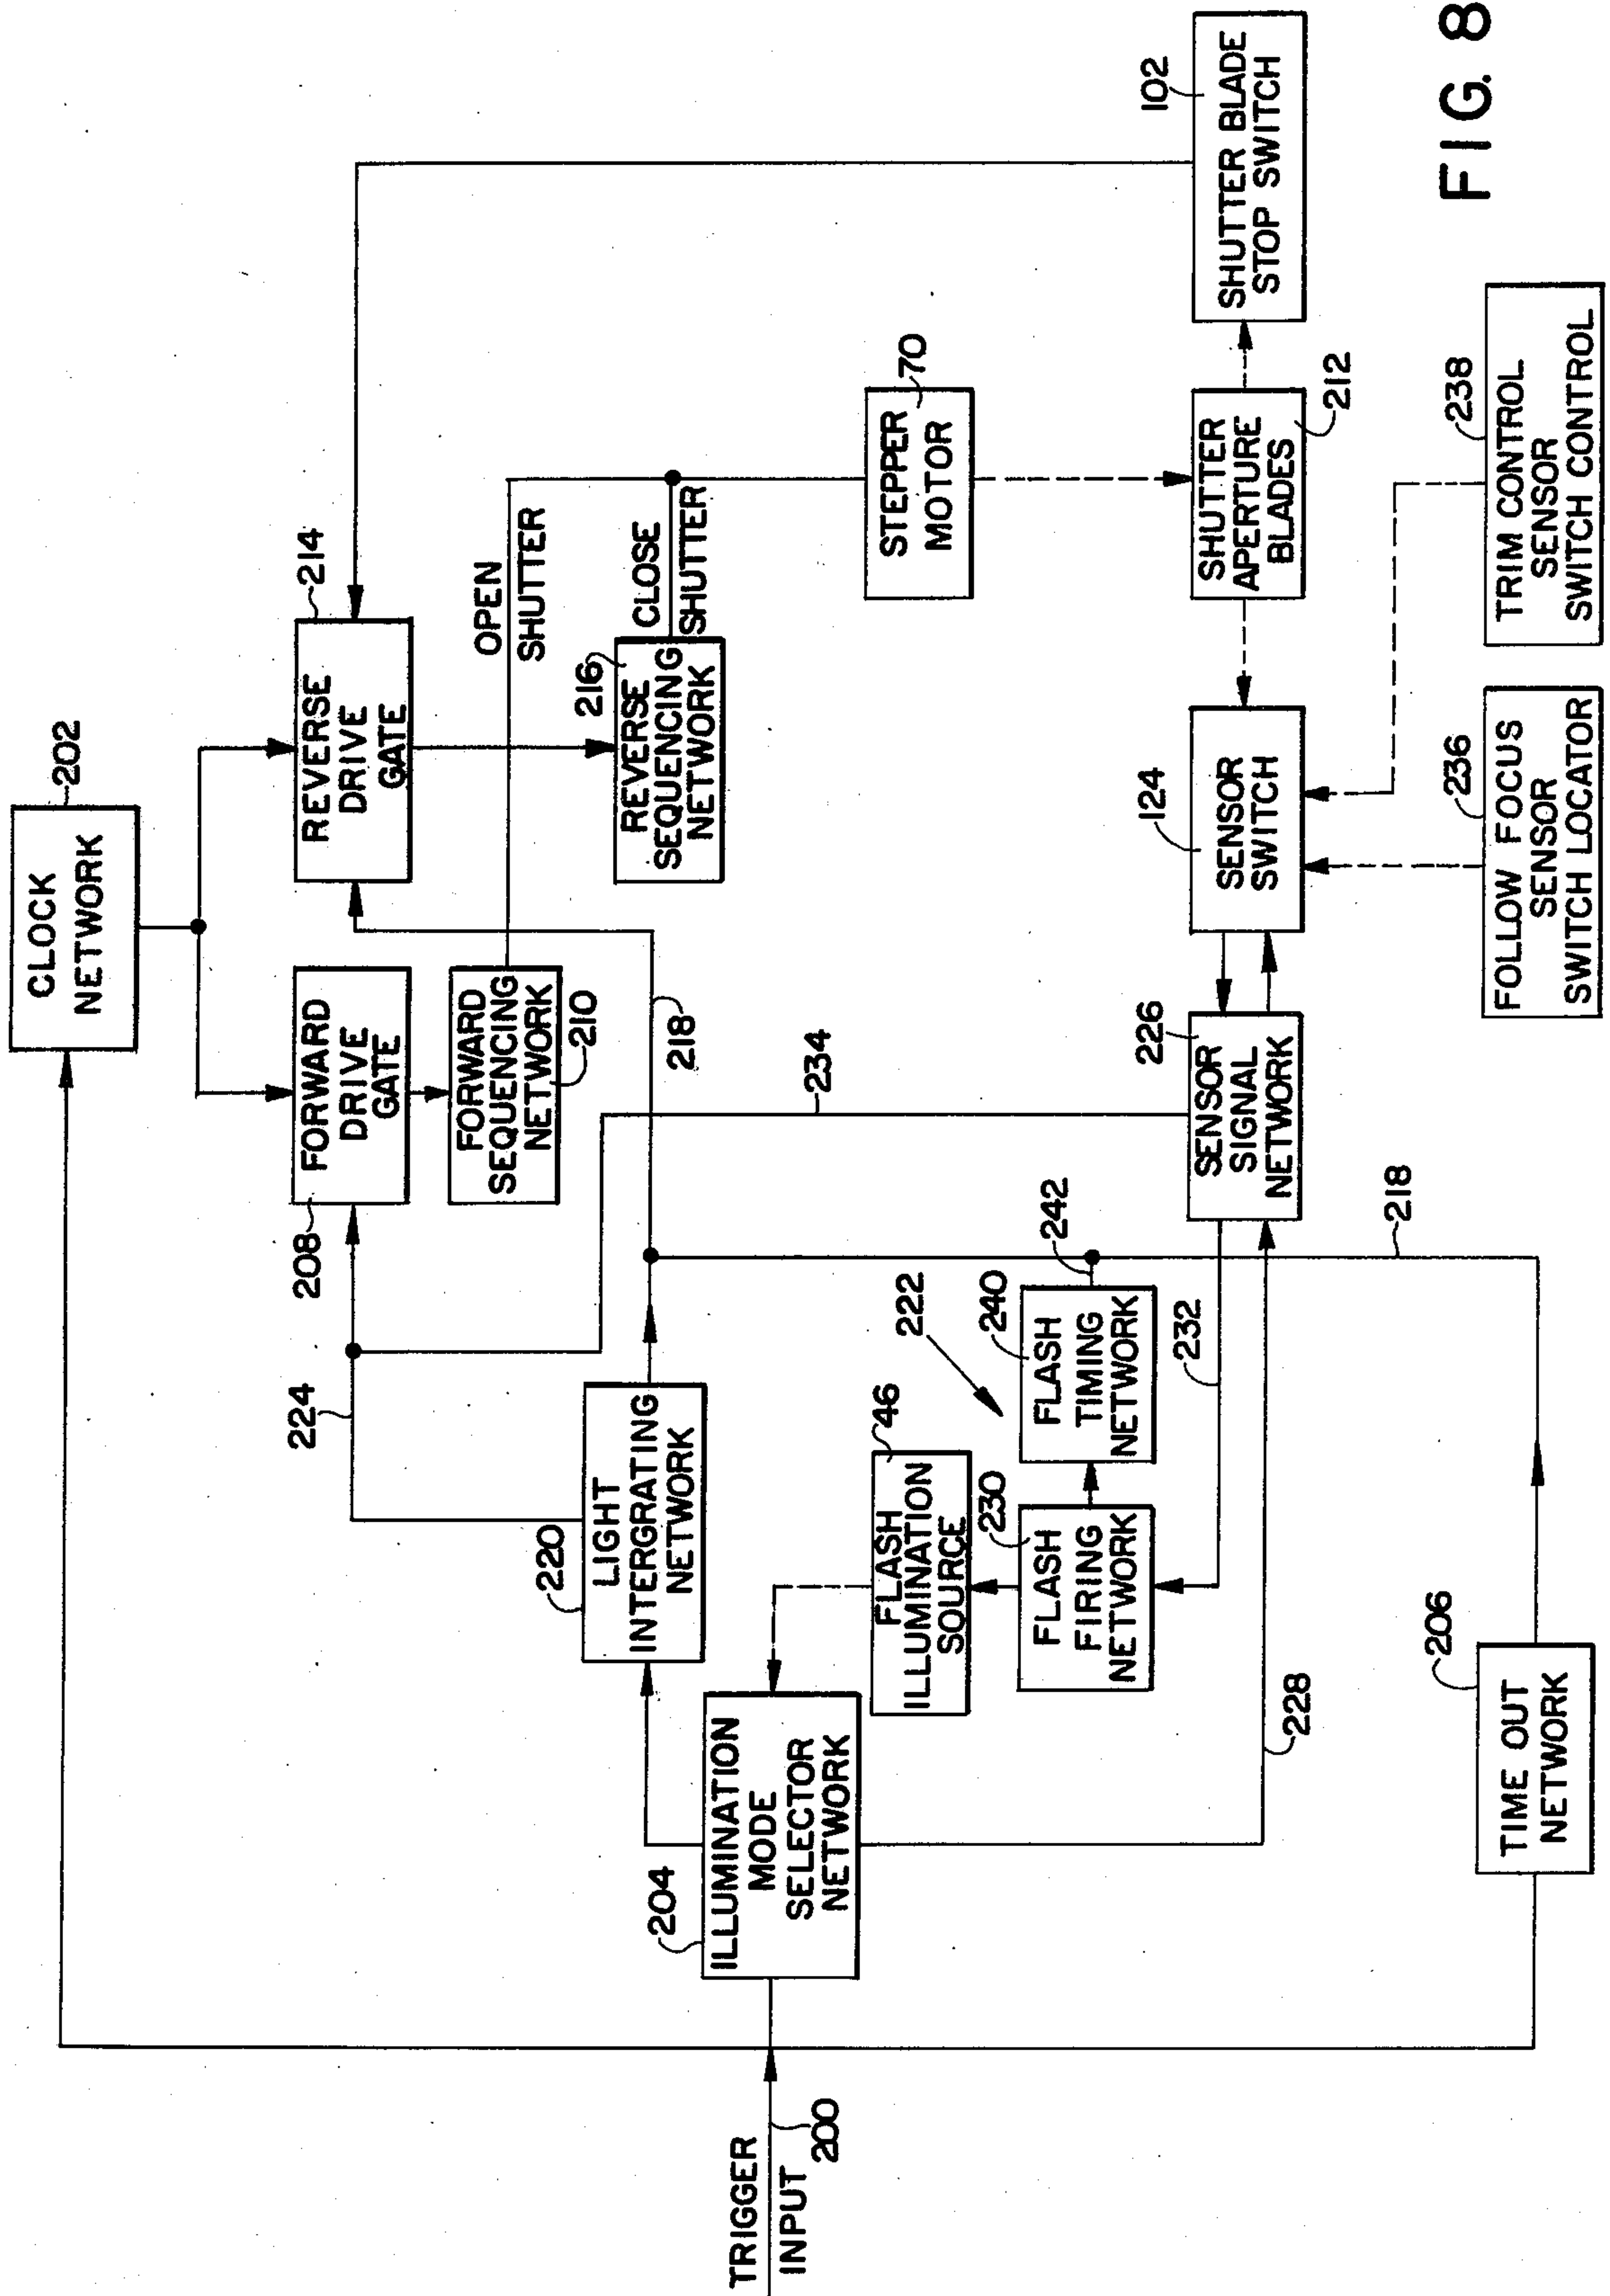 TRIGGER
INPUT
200
CLOCK
NETWORK
202
FORWARD
DRIVE
GATE
208
REVERSE
DRIVE
GATE
214
224
FORWARD
SEQUENCING
NETWORK
210
OPEN
SHUTTER
REVERSE
SEQUENCING
NETWORK
216
CLOSE
SHUTTER
LIGHT
INTERGRATING
NETWORK
220
218
234
ILLUMINATION
MODE
SELECTOR
NETWORK
204
FLASH
ILLUMINATION
SOURCE
46
222
STEPPER
MOTOR
70
FLASH
FIRING
NETWORK
230
FLASH
TIMING
NETWORK
240
242
232
228
SENSOR
SIGNAL
NETWORK
226
SENSOR
SWITCH
124
SHUTTER
APERTURE
BLADES
212
SHUTTER BLADE
STOP SWITCH
102
218
TIME OUT
NETWORK
206
FOLLOW FOCUS
SENSOR
SWITCH LOCATOR
236
TRIM CONTROL
SENSOR
SWITCH CONTROL
238
FIG. 8